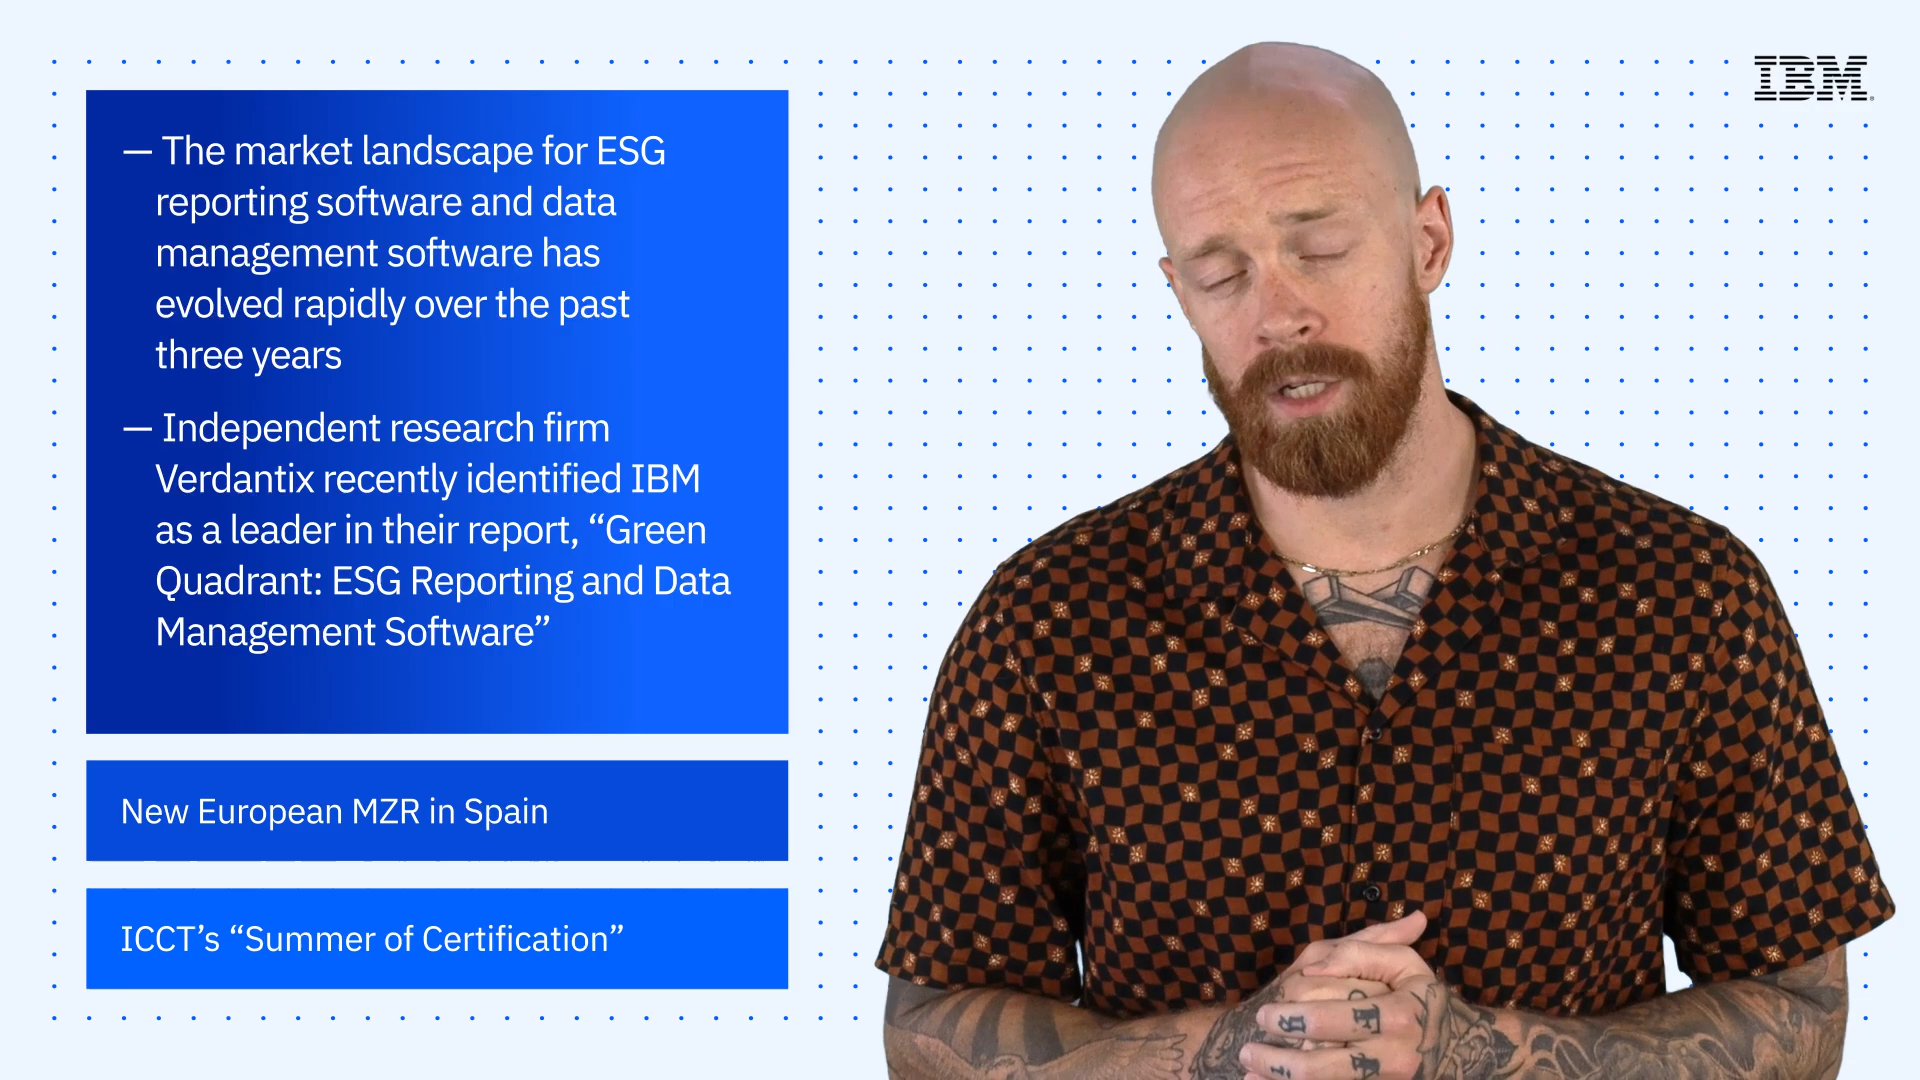 IBM
— The market landscape for ESG
reporting software and data
management software has
evolved rapidly over the past
three years
— Independent research firm
Verdantix recently identified IBM
as a leader in their report, “Green
Quadrant: ESG Reporting and Data
Management Software”
New European MZR in Spain
ICCT’s “Summer of Certification”